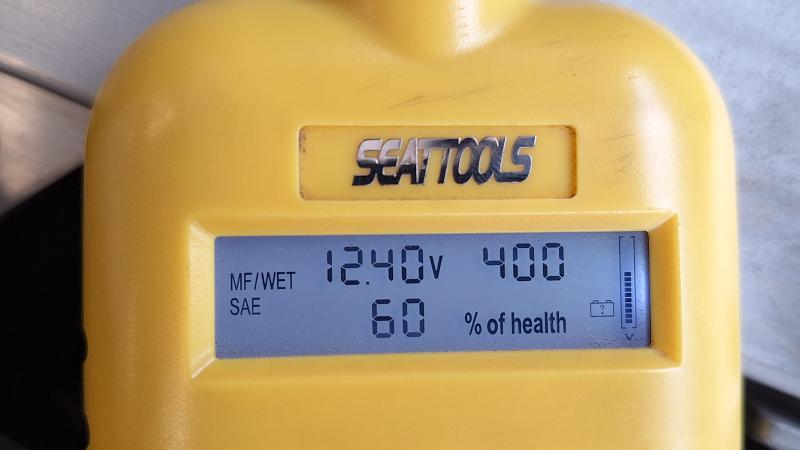 SEATTOOLS
MF/WET 12.40V 400
SAE 60 % of health
?
V